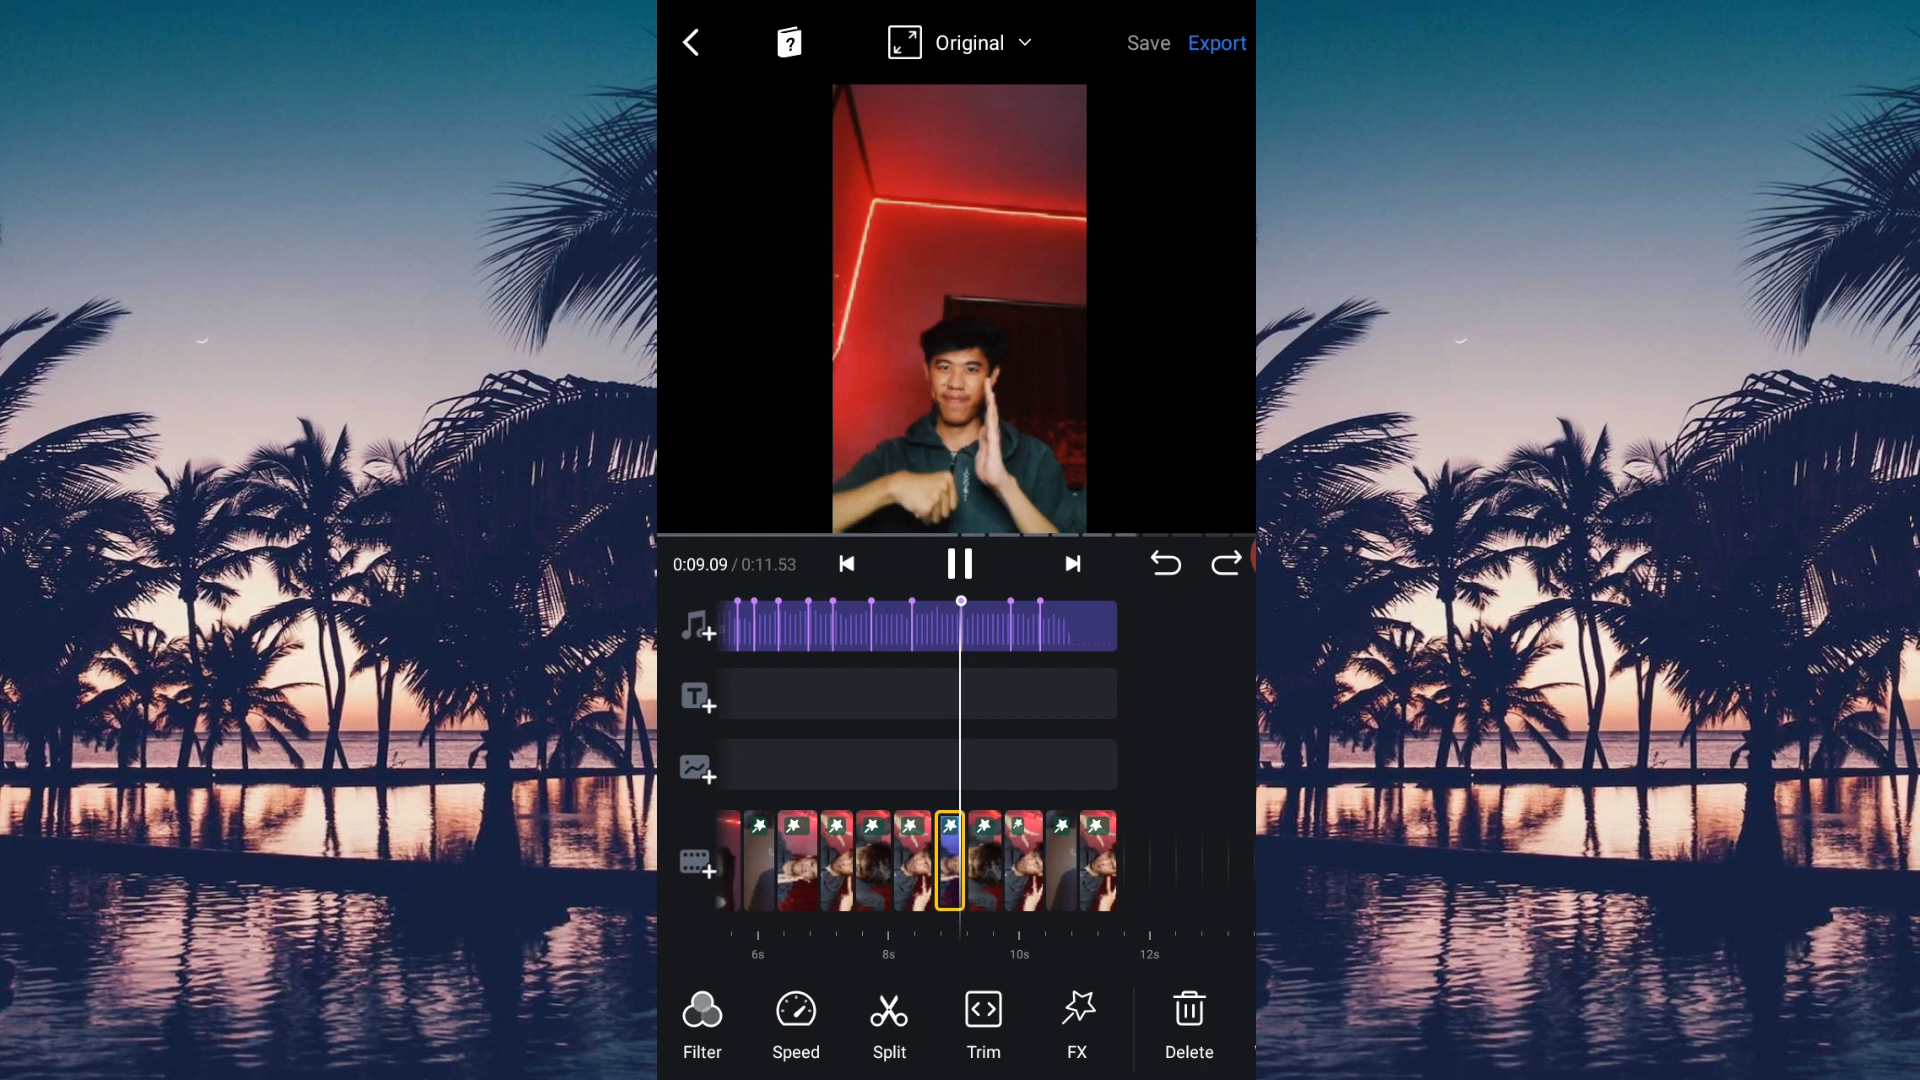 Original
Save
Export
0:09.09 / 0:11.53
6s
8s
10s
12s
Filter
Speed
Split
Trim
FX
Delete